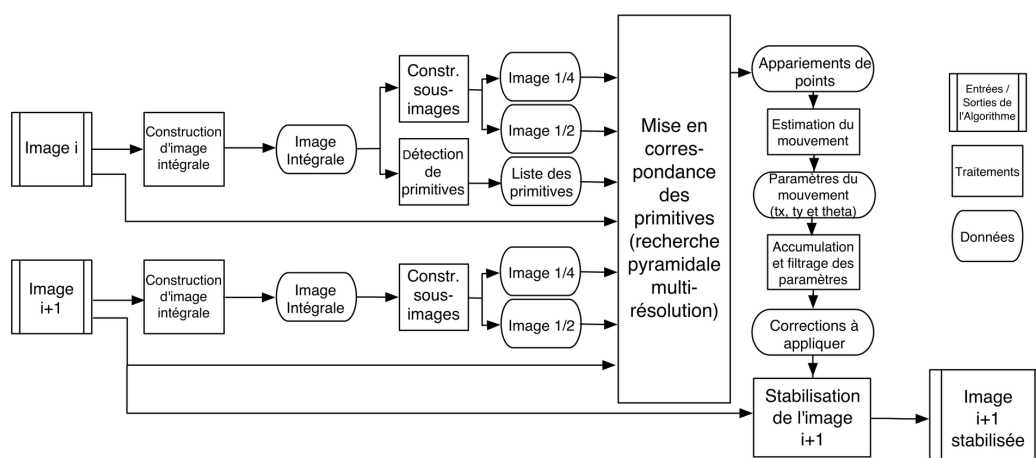 Image i
Construction
d'image
intégrale
Image
Intégrale
Constr.
sous-
images
Image 1/4
Image 1/2
Détection
de
primitives
Liste des
primitives
Image
i+1
Construction
d'image
intégrale
Image
Intégrale
Constr.
sous-
images
Image 1/4
Image 1/2
Mise en
corres-
pondance
des
primitives
(recherche
pyramidale
multi-
résolution)
Appariements de
points
Estimation du
mouvement
Paramètres du
mouvement
(tx, ty et theta)
Accumulation
et filtrage des
paramètres
Corrections à
appliquer
Stabilisation
de l'image
i+1
Image
i+1
stabilisée
Entrées /
Sorties de
l'Algorithme
Traitements
Données